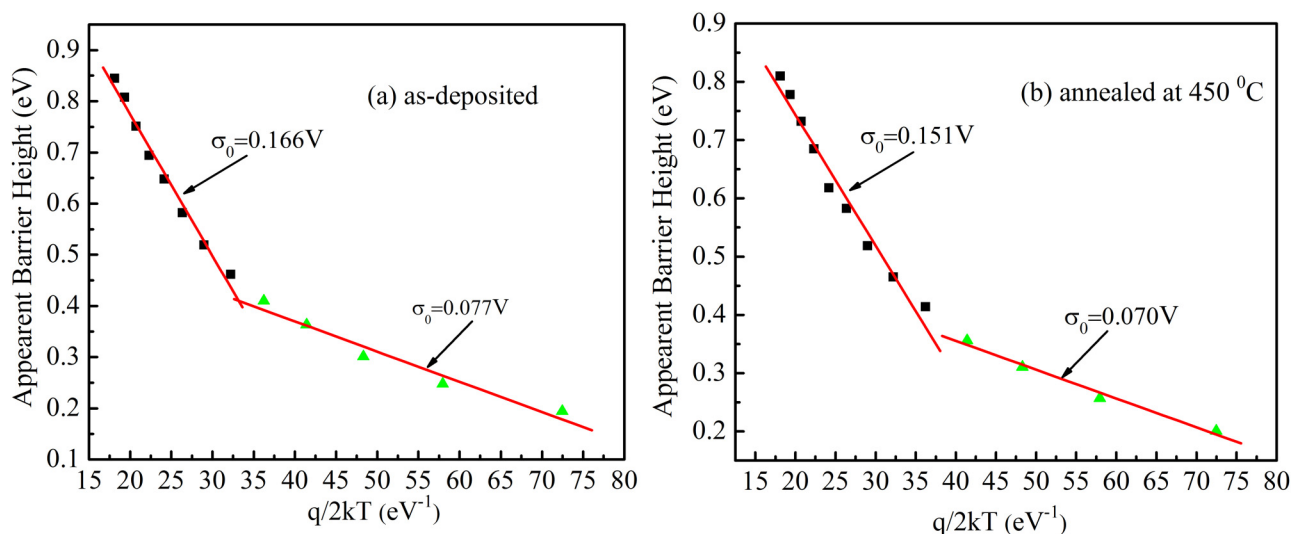 Appearent Barrier Height (eV)
0.9
0.8
0.7
0.6
0.5
0.4
0.3
0.2
0.1
(a) as-deposited
σ₀=0.166V
σ₀=0.077V
15 20 25 30 35 40 45 50 55 60 65 70 75 80
q/2kT (eV⁻¹)
Appearent Barrier Height (eV)
0.9
0.8
0.7
0.6
0.5
0.4
0.3
0.2
(b) annealed at 450 ⁰C
σ₀=0.151V
σ₀=0.070V
15 20 25 30 35 40 45 50 55 60 65 70 75 80
q/2kT (eV⁻¹)